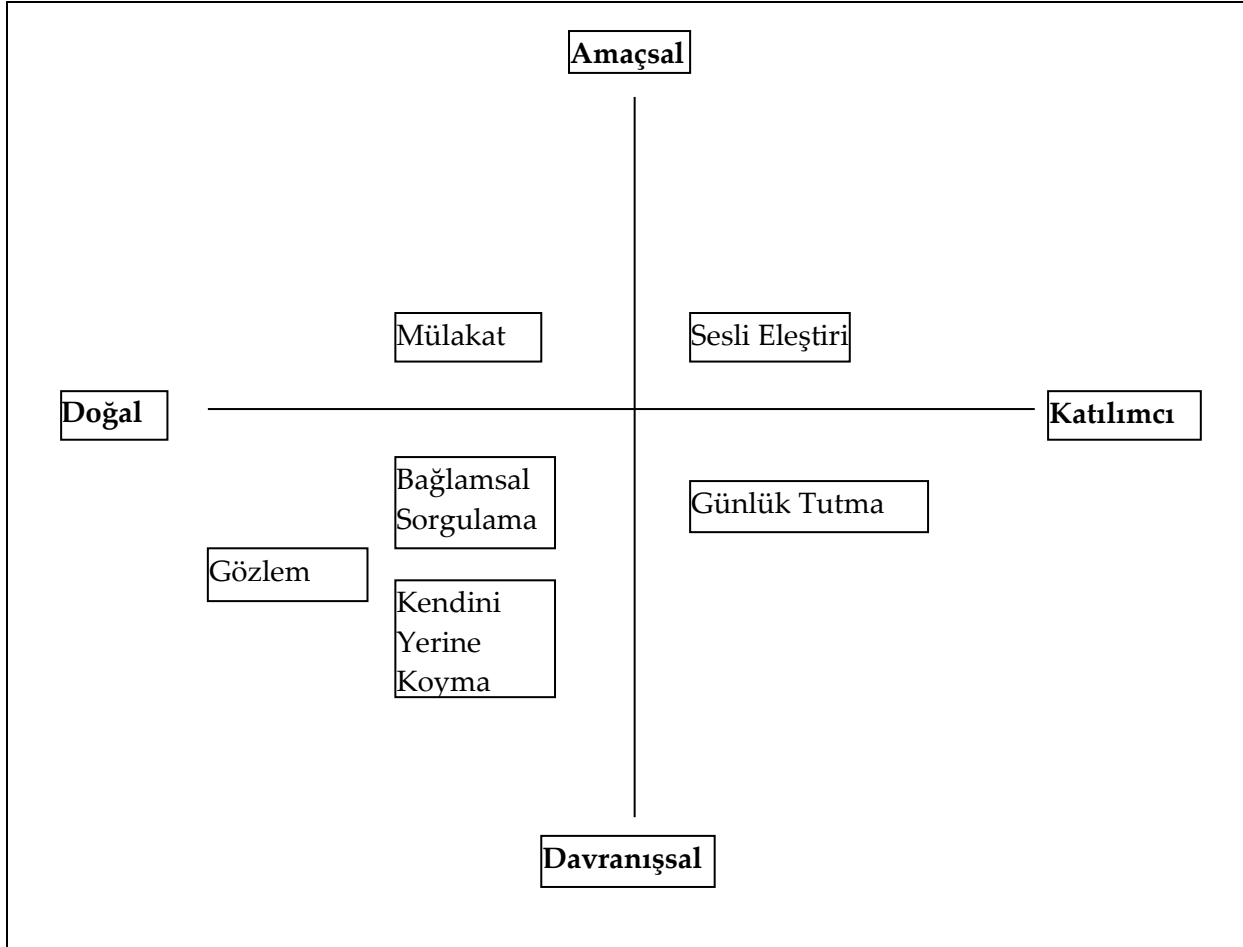 Amaçsal
Mülakat
Sesli Eleştiri
Doğal
Katılımcı
Bağlamsal
Sorgulama
Günlük Tutma
Gözlem
Kendini
Yerine
Koyma
Davranışsal